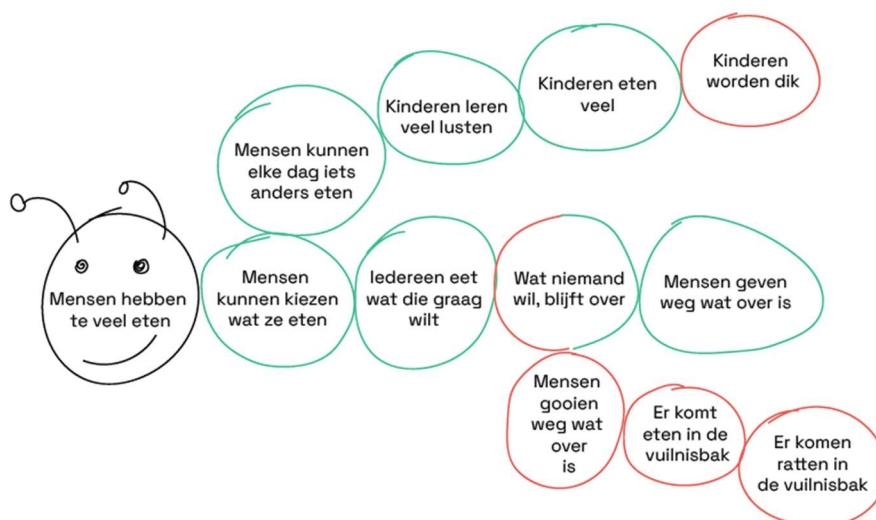 Mensen hebben
te veel eten
Mensen kunnen
elke dag iets
anders eten
Kinderen leren
veel lusten
Kinderen eten
veel
Kinderen
worden dik
Mensen
kunnen kiezen
wat ze eten
Iedereen eet
wat die graag
wilt
Wat niemand
wil, blijft over
Mensen geven
weg wat over is
Mensen
gooien
weg wat
over
is
Er komt
eten in de
vuilnisbak
Er komen
ratten in
de vuilnisbak